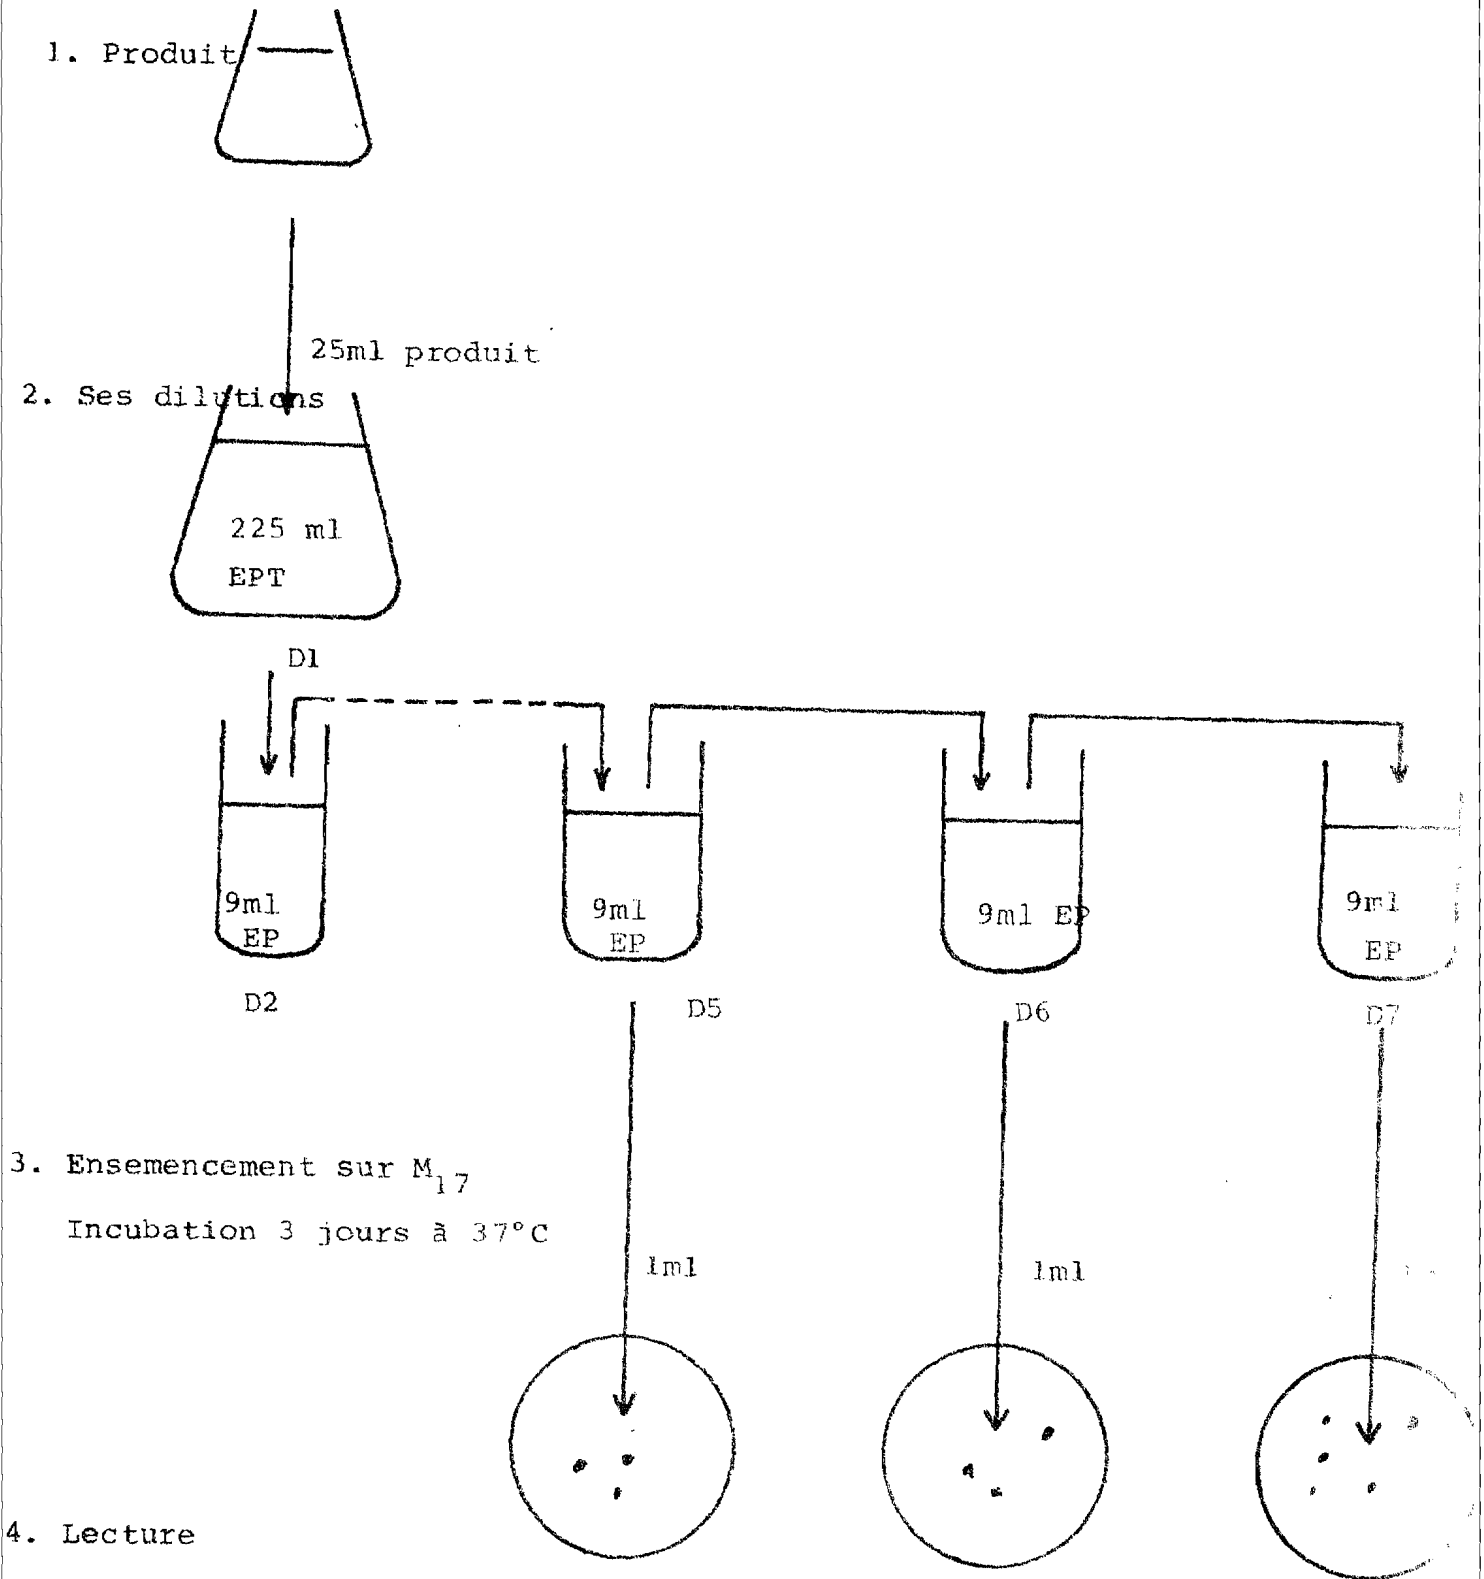 1. Produit
25ml produit
2. Ses dilutions
225 ml
EPT
D1
9ml
EP
9ml
EP
9ml EP
9ml
EP
D2
D5
D6
D7
3. Ensemencement sur M17
Incubation 3 jours à 37°C
1ml
1ml
4. Lecture